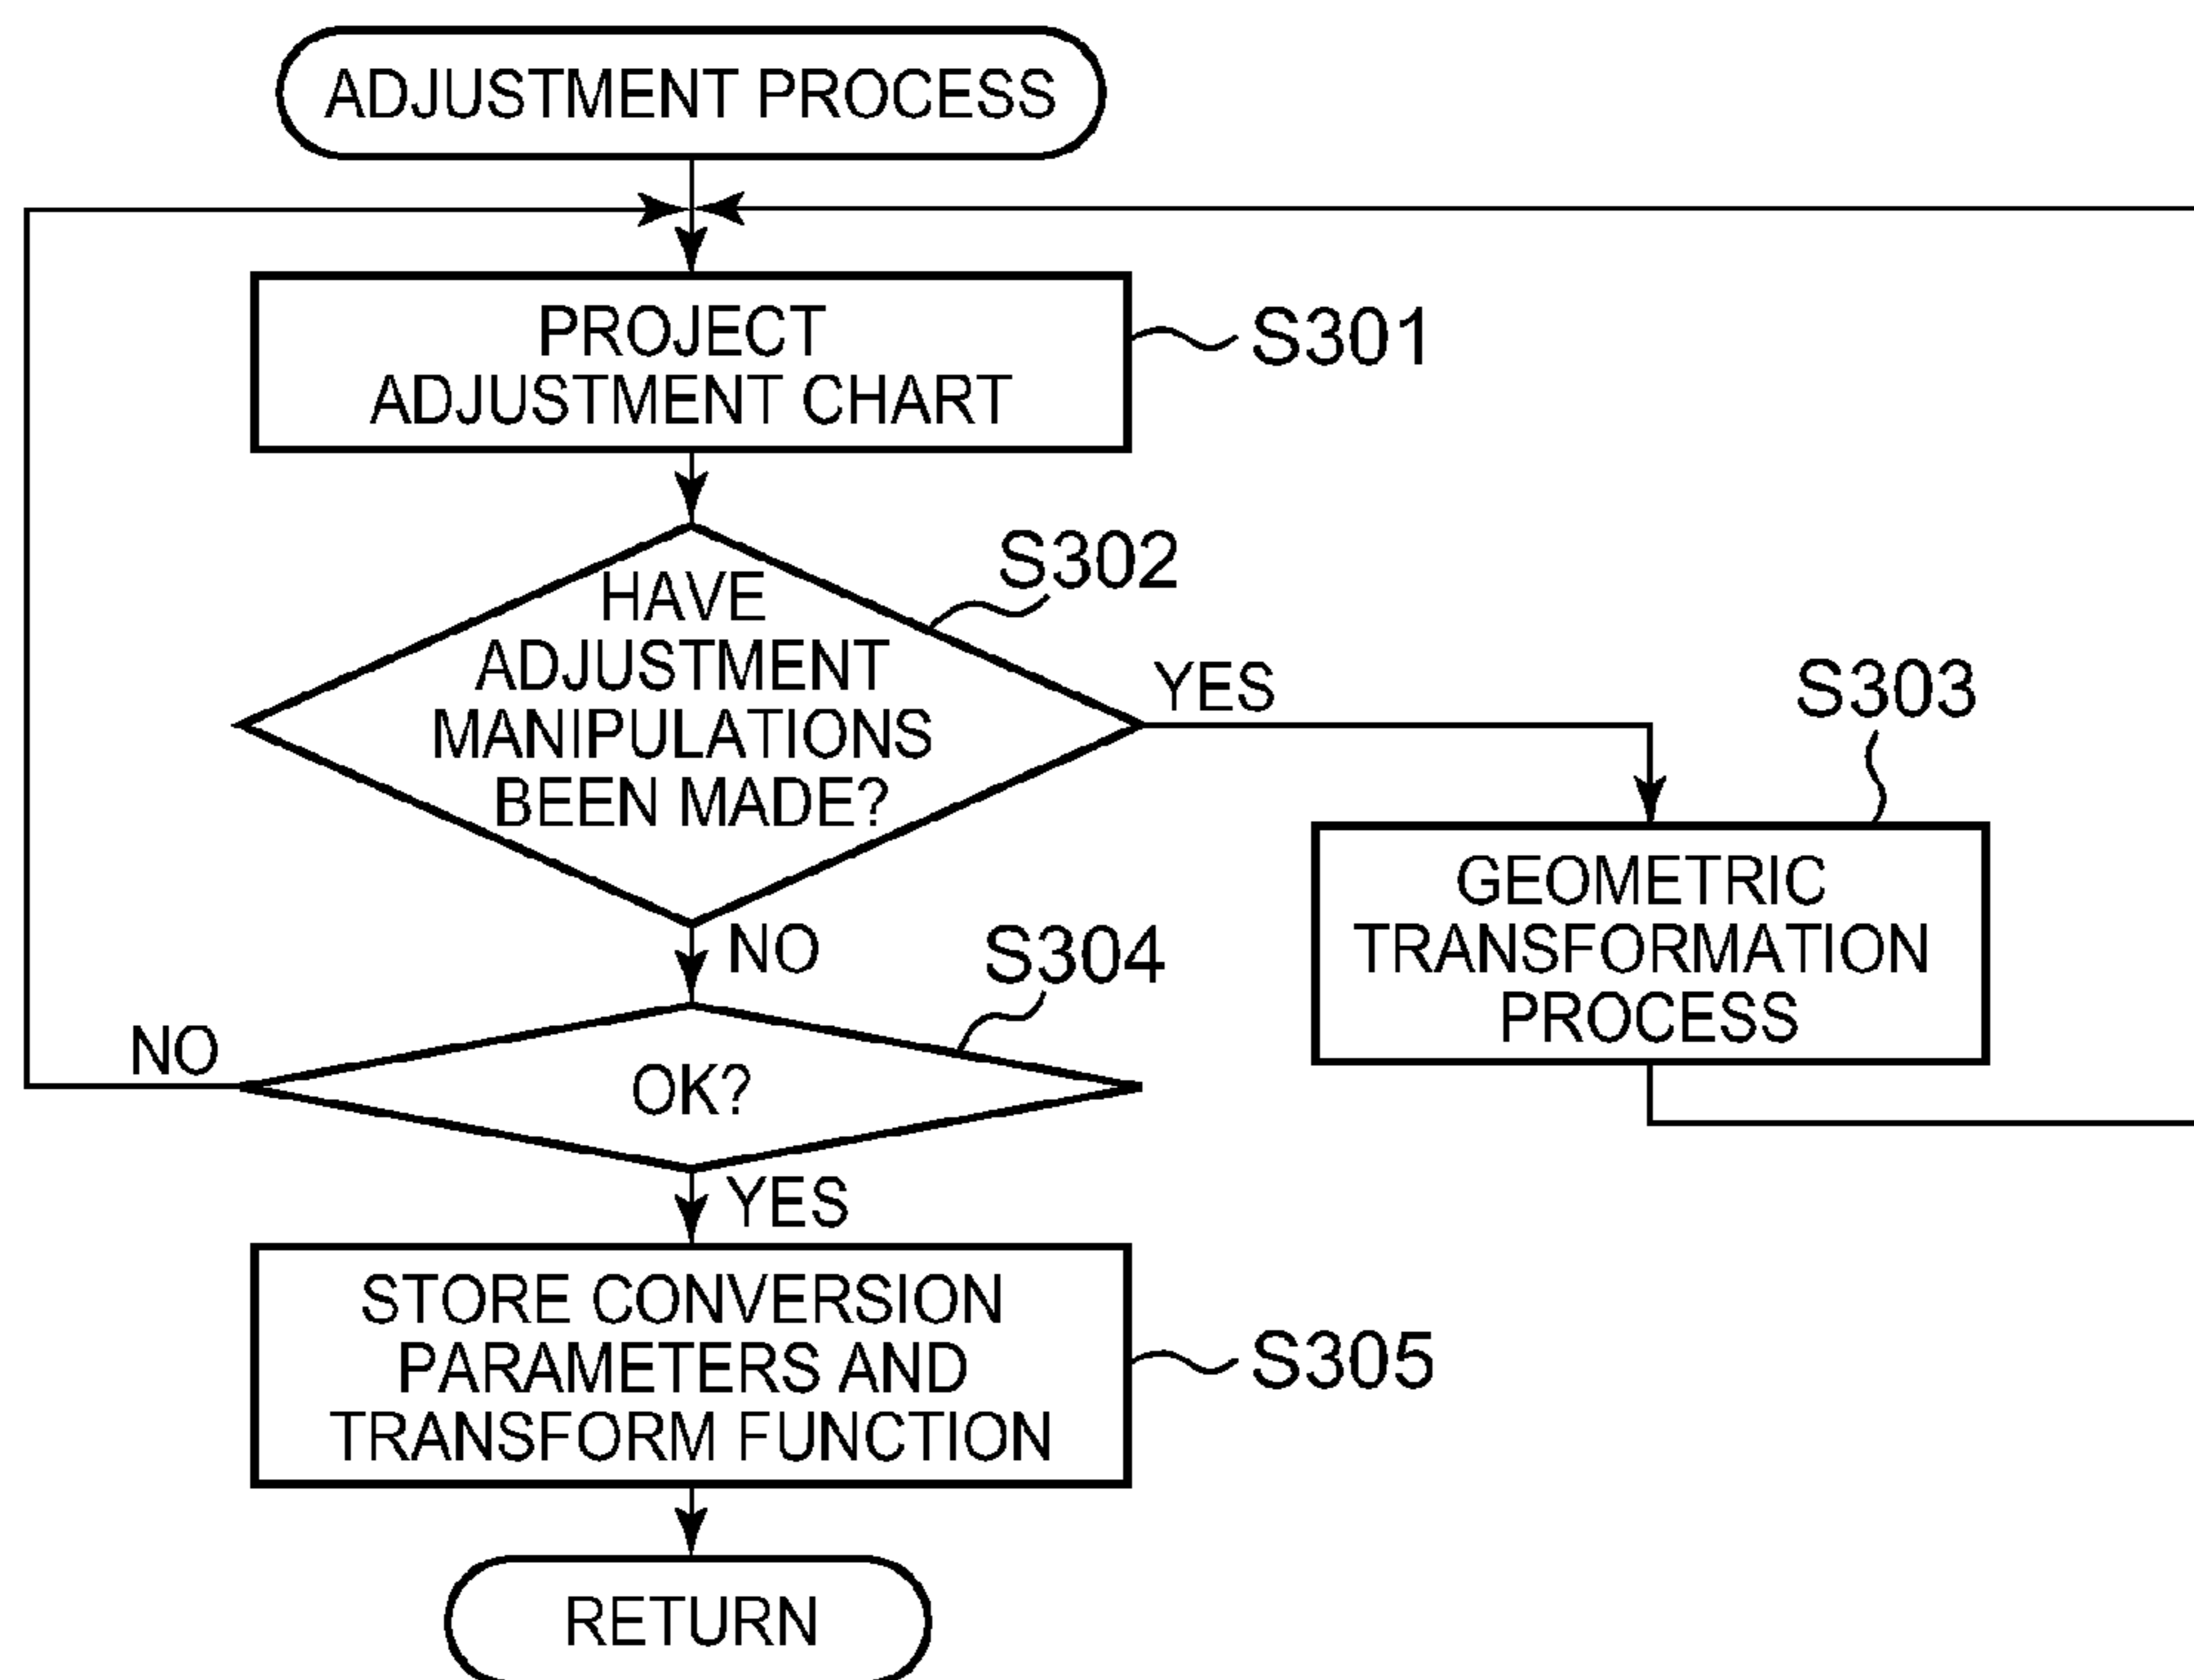 ADJUSTMENT PROCESS
PROJECT
ADJUSTMENT CHART
S301
HAVE
ADJUSTMENT
MANIPULATIONS
BEEN MADE?
S302
YES
S303
GEOMETRIC
TRANSFORMATION
PROCESS
NO
S304
OK?
NO
YES
STORE CONVERSION
PARAMETERS AND
TRANSFORM FUNCTION
S305
RETURN